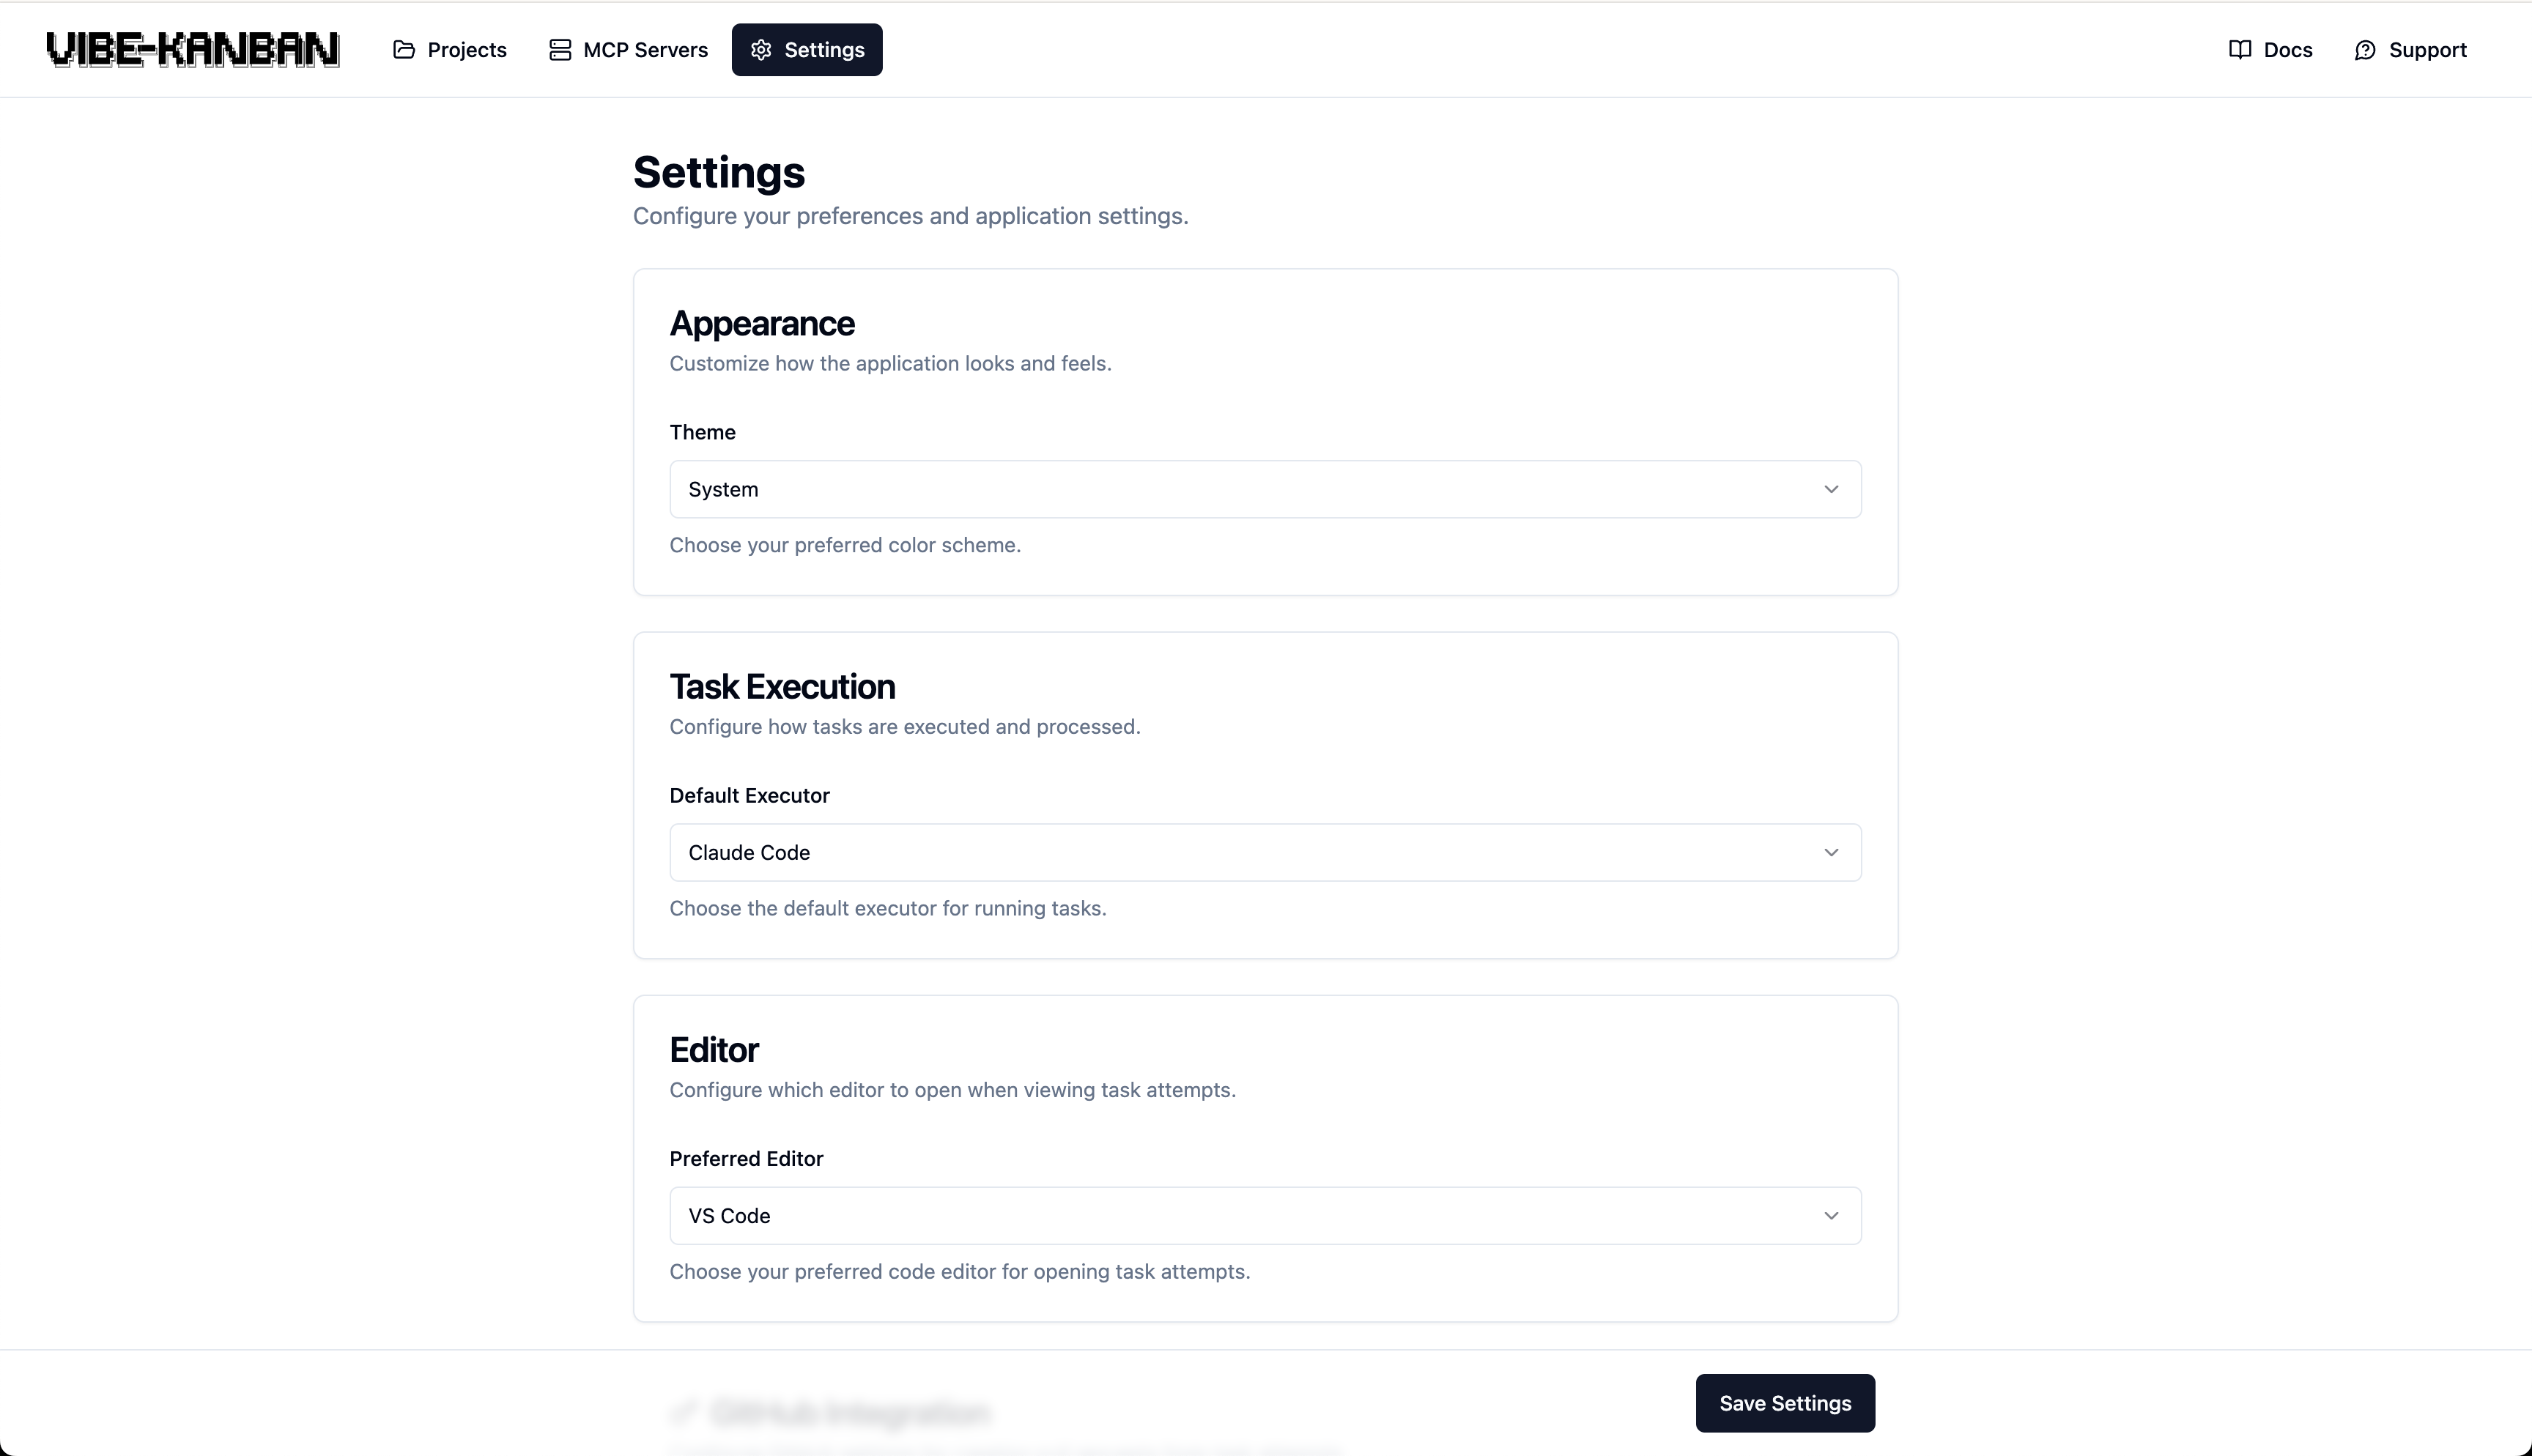 VIBE-KANBAN
Projects
MCP Servers
Settings
Docs
Support
Settings
Configure your preferences and application settings.
Appearance
Customize how the application looks and feels.
Theme
System
Choose your preferred color scheme.
Task Execution
Configure how tasks are executed and processed.
Default Executor
Claude Code
Choose the default executor for running tasks.
Editor
Configure which editor to open when viewing task attempts.
Preferred Editor
VS Code
Choose your preferred code editor for opening task attempts.
GitHub Integration
Save Settings